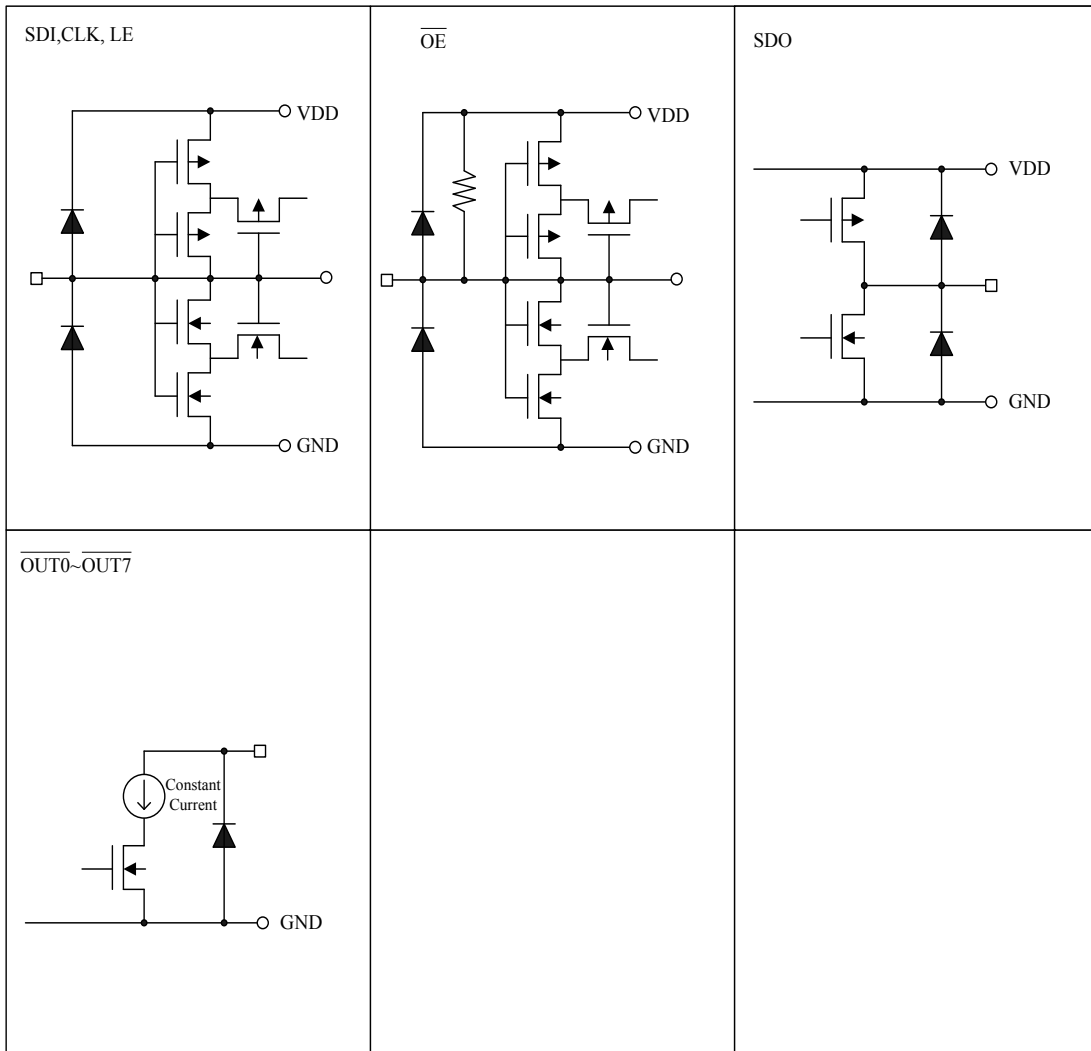 SDI,CLK, LE
VDD
GND
OE
VDD
GND
SDO
VDD
GND
OUT0~OUT7
Constant
Current
GND